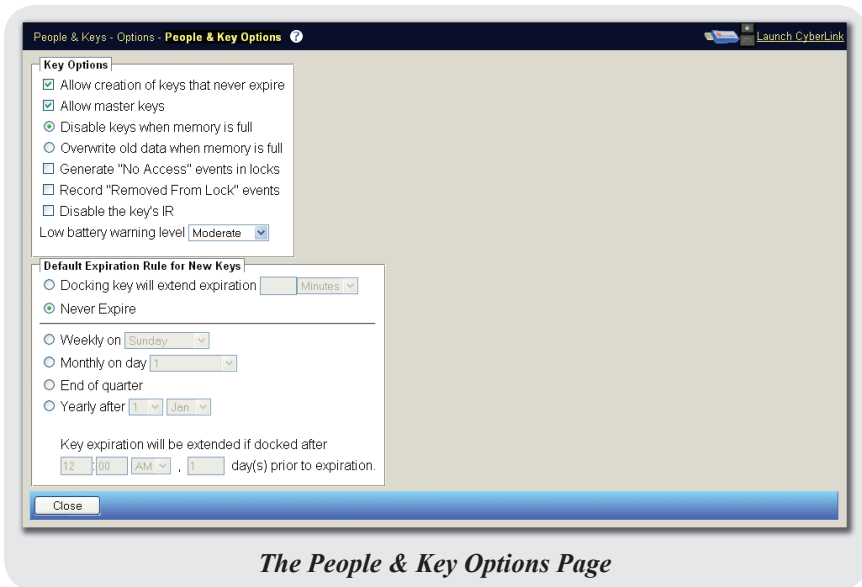 People & Keys - Options - People & Key Options ?
Launch CyberLink
Key Options
Allow creation of keys that never expire
Allow master keys
Disable keys when memory is full
Overwrite old data when memory is full
Generate "No Access" events in locks
Record "Removed From Lock" events
Disable the key's IR
Low battery warning level Moderate
Default Expiration Rule for New Keys
Docking key will extend expiration Minutes
Never Expire
Weekly on Sunday
Monthly on day 1
End of quarter
Yearly after 1 Jan
Key expiration will be extended if docked after
12 : 00 AM , 1 day(s) prior to expiration.
Close
The People & Key Options Page